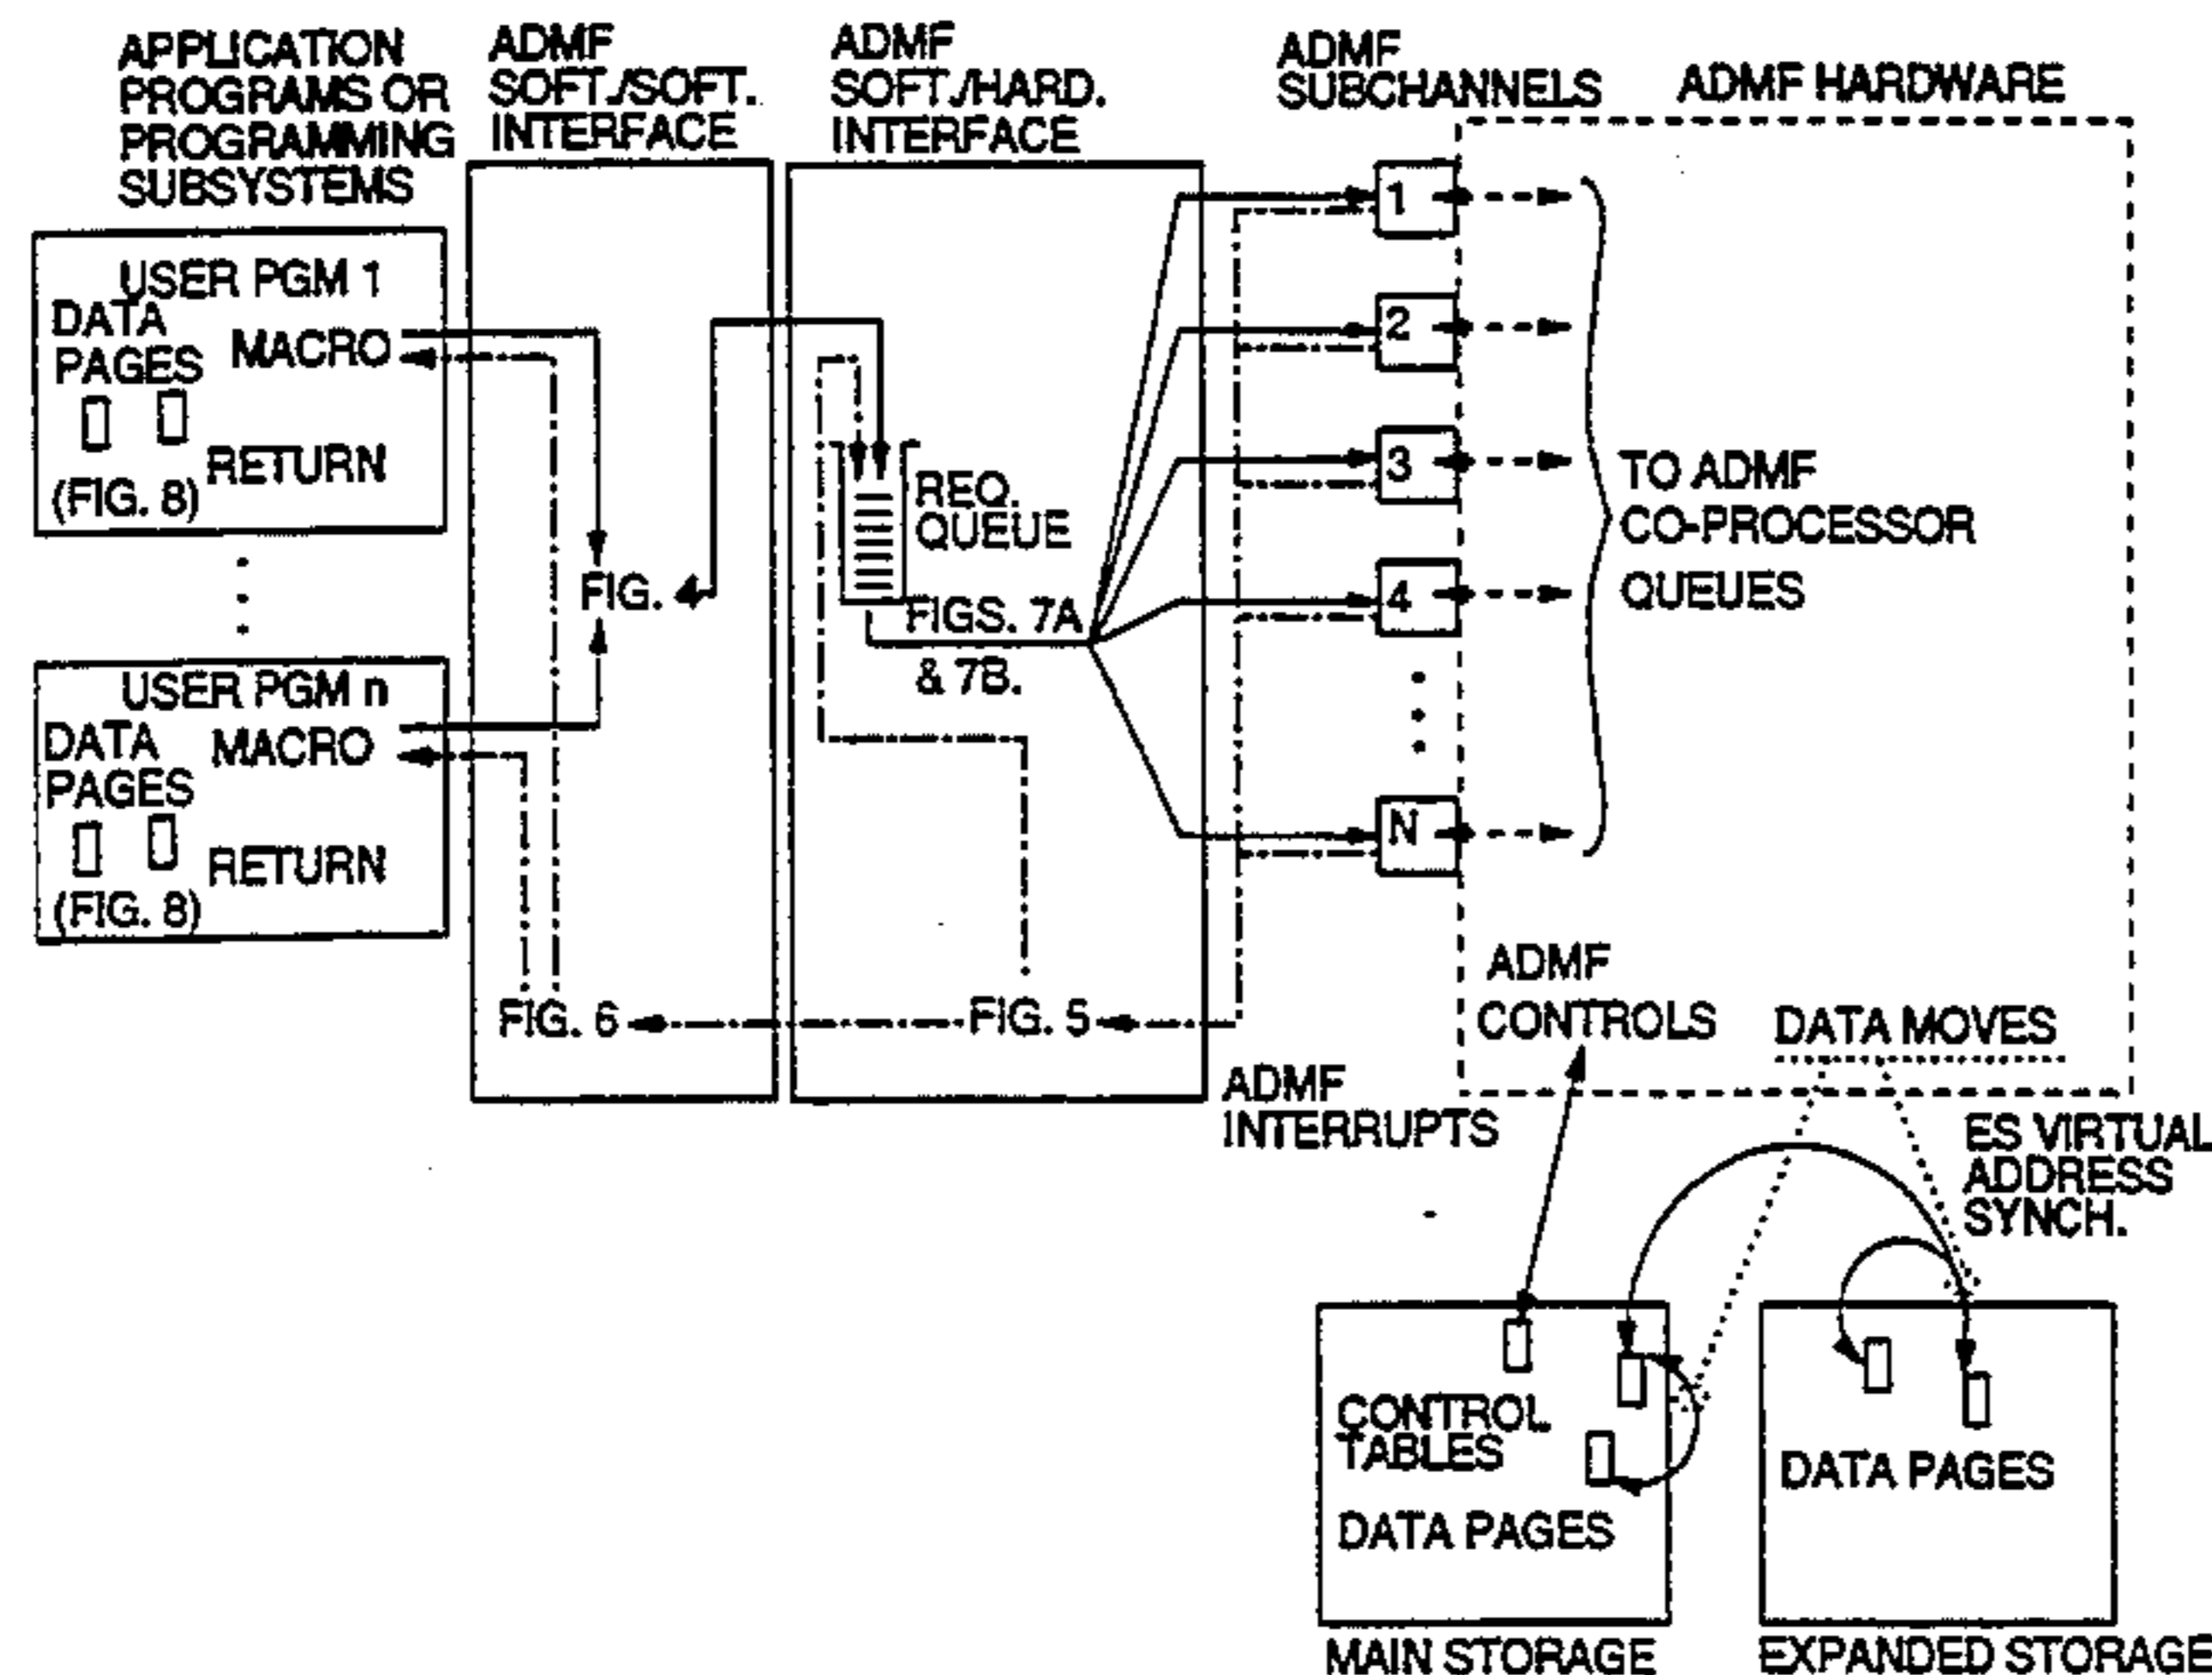 APPLICATION
PROGRAMS OR
PROGRAMMING
SUBSYSTEMS
ADMF
SOFT./SOFT.
INTERFACE
ADMF
SOFT./HARD.
INTERFACE
ADMF
SUBCHANNELS
ADMF HARDWARE
USER PGM 1
DATA
PAGES
MACRO
RETURN
(FIG. 8)
USER PGM n
DATA
PAGES
MACRO
RETURN
(FIG. 8)
FIG. 4
FIG. 6
REQ.
QUEUE
FIGS. 7A
& 7B.
FIG. 5
1
2
3
4
N
TO ADMF
CO-PROCESSOR
QUEUES
ADMF
CONTROLS
DATA MOVES
ADMF
INTERRUPTS
ES VIRTUAL
ADDRESS
SYNCH.
CONTROL
TABLES
DATA PAGES
MAIN STORAGE
DATA PAGES
EXPANDED STORAGE